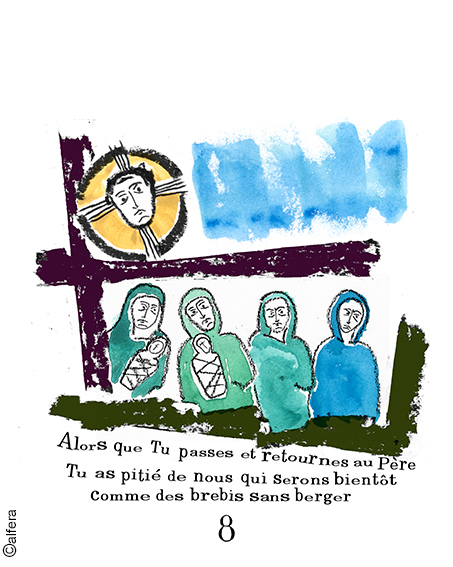 Alors que Tu passes et retournes au Père
Tu as pitié de nous qui serons bientôt
Comme des brebis sans berger
8
©alfera